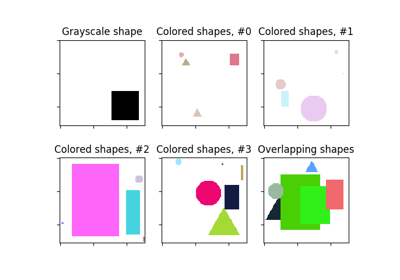 Grayscale shape
Colored shapes, #0
Colored shapes, #1
Colored shapes, #2
Colored shapes, #3
Overlapping shapes